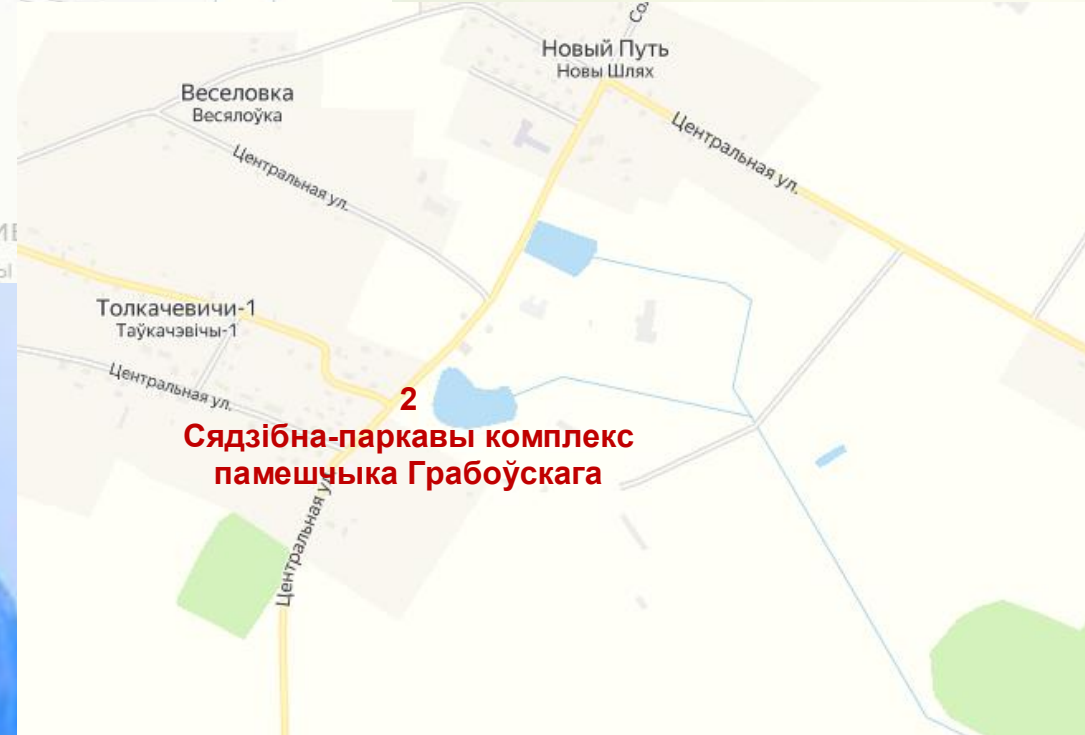 Со
Новый Путь
Новы Шлях
Веселовка
Весялоўка
Центральная ул.
Центральная ул.
Толкачевичи-1
Таўкачэвічы-1
Центральная ул.
2
Сядзібна-паркавы комплекс
памешчыка Грабоўскага
Центральная ул